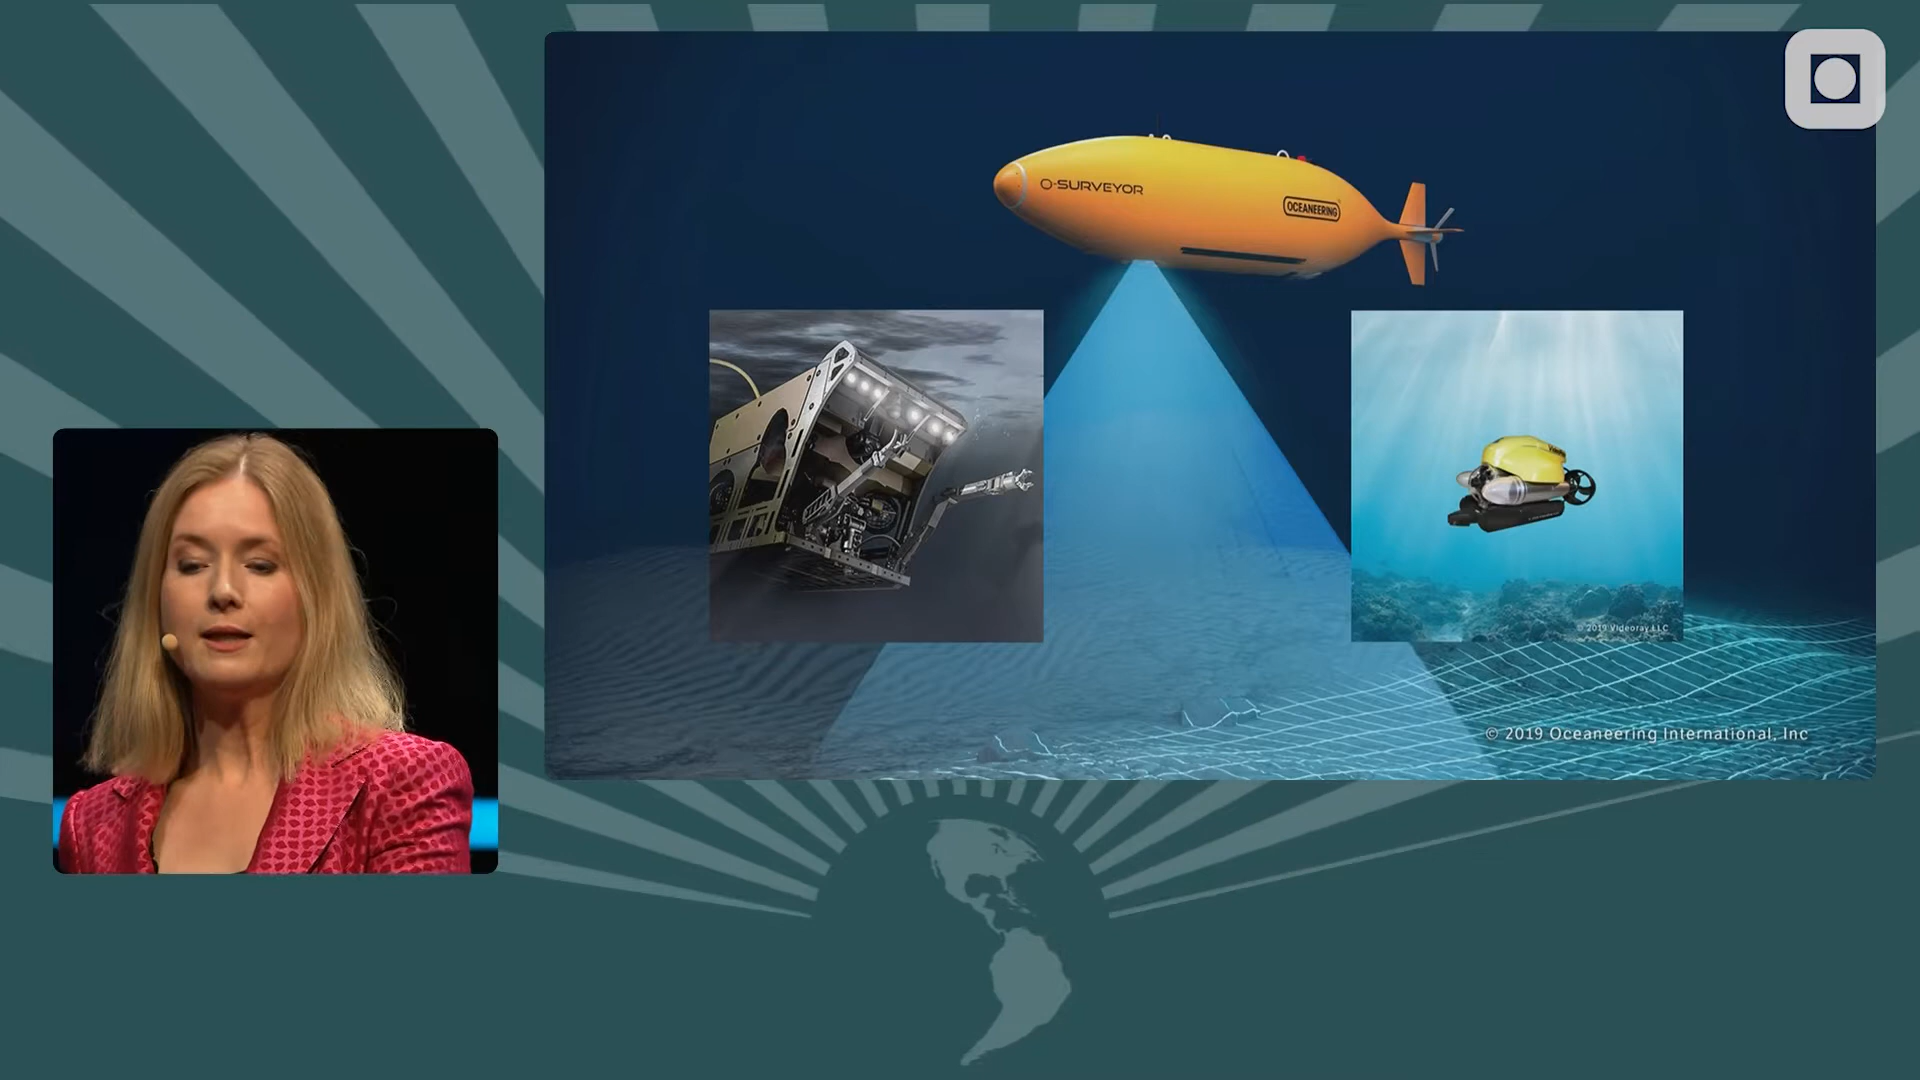 O-SURVEYOR
OCEANEERING
© 2019 Videoray LLC
© 2019 Oceaneering International, Inc